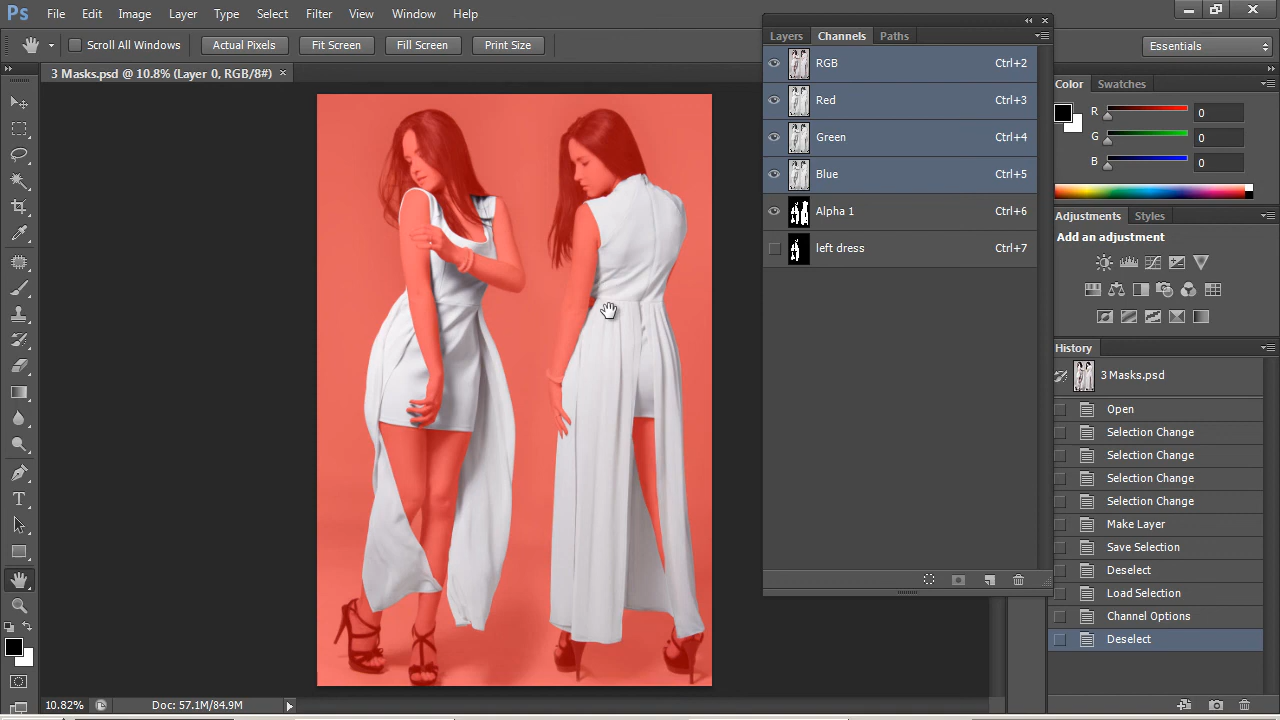 Ps File Edit Image Layer Type Select Filter View Window Help
Scroll All Windows Actual Pixels Fit Screen Fill Screen Print Size Essentials
3 Masks.psd @ 10.8% (Layer 0, RGB/8#) ×
Layers Channels Paths
RGB Ctrl+2
Red Ctrl+3
Green Ctrl+4
Blue Ctrl+5
Alpha 1 Ctrl+6
left dress Ctrl+7
Color Swatches
R 0
G 0
B 0
Adjustments Styles
Add an adjustment
History
3 Masks.psd
Open
Selection Change
Selection Change
Selection Change
Selection Change
Make Layer
Save Selection
Deselect
Load Selection
Channel Options
Deselect
10.82% Doc: 57.1M/84.9M